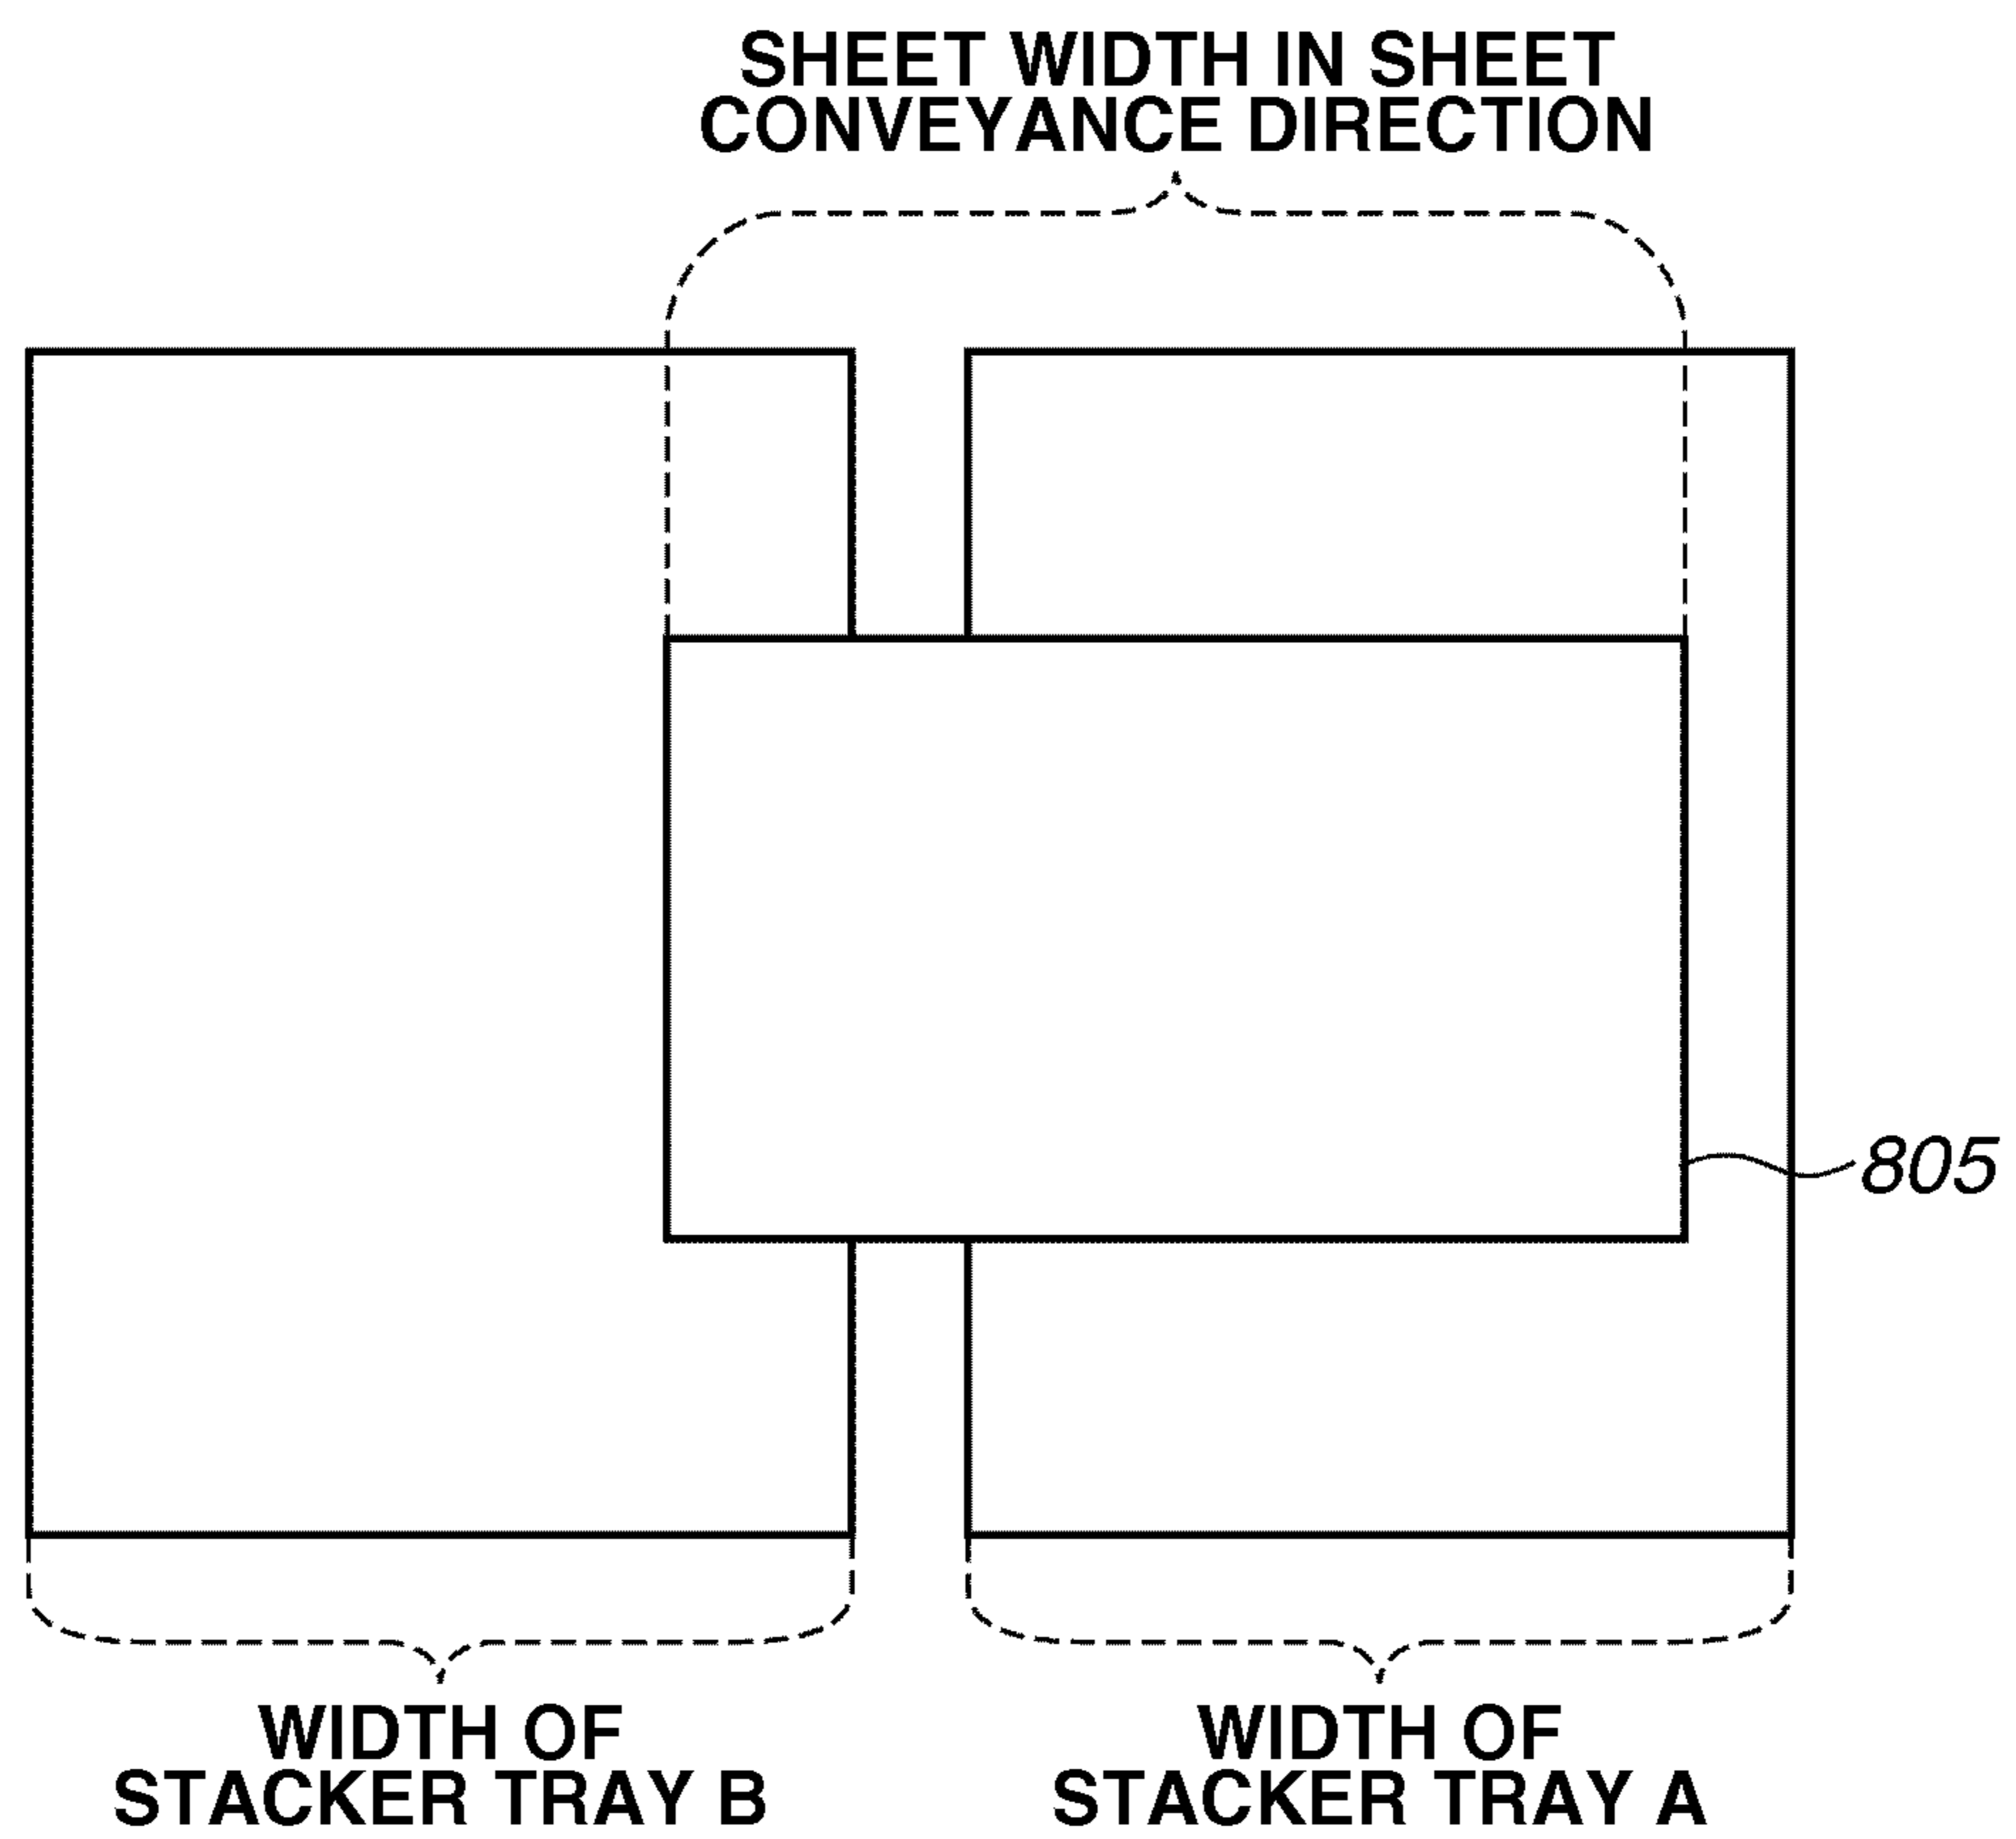 SHEET WIDTH IN SHEET
CONVEYANCE DIRECTION
805
WIDTH OF
STACKER TRAY B
WIDTH OF
STACKER TRAY A